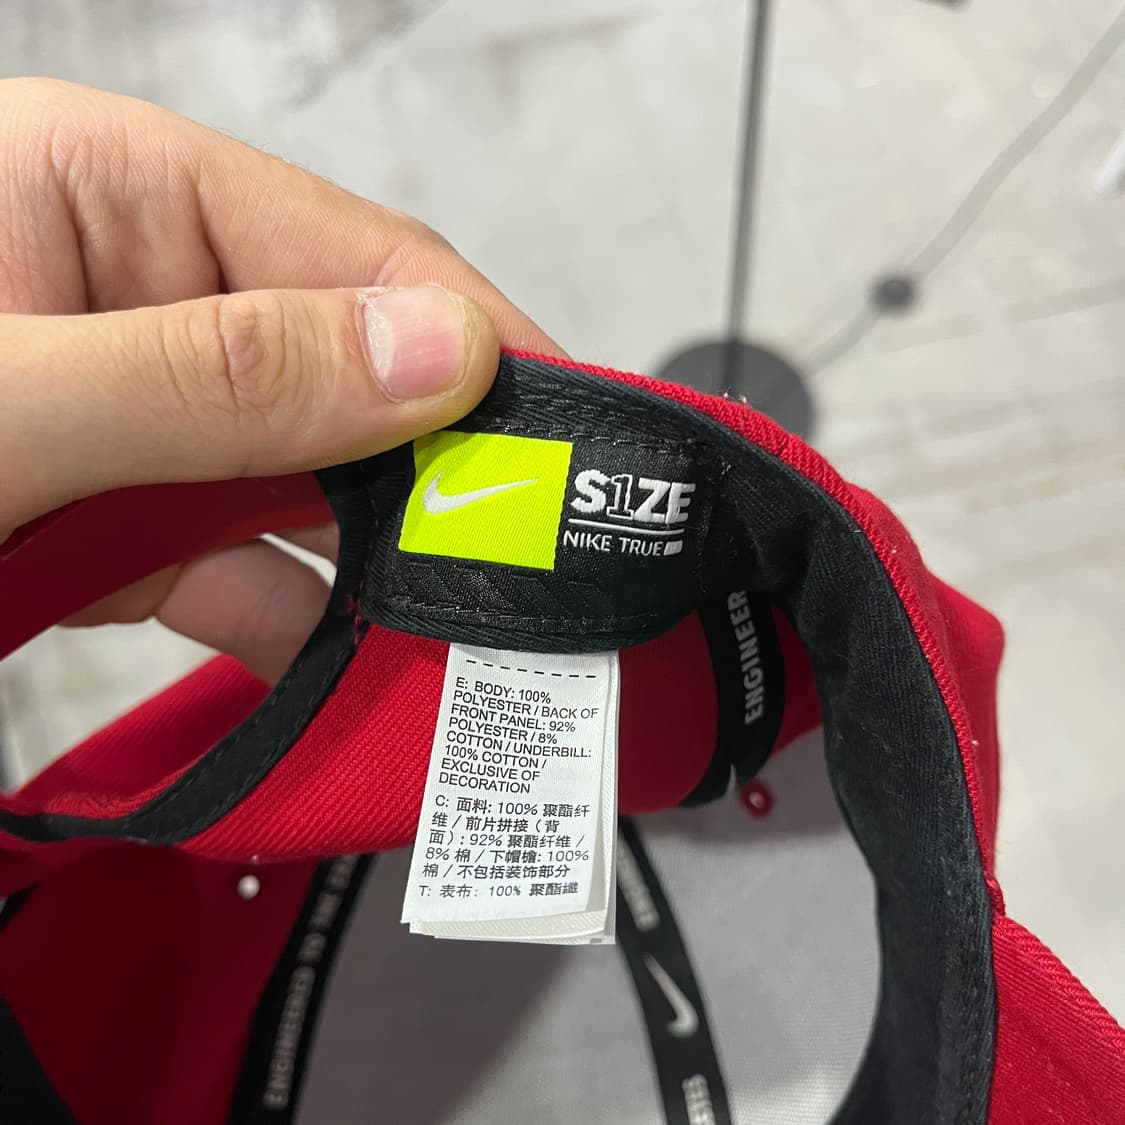 S1ZE
NIKE TRUE
ENGINEER
E: BODY: 100%
POLYESTER / BACK OF
FRONT PANEL: 92%
POLYESTER / 8%
COTTON / UNDERBILL:
100% COTTON /
EXCLUSIVE OF
DECORATION
C: 面料: 100% 聚酯纤
维 / 前片拼接（背
面）: 92% 聚酯纤维 /
8% 棉 / 下帽檐: 100%
棉 / 不包括装饰部分
T: 表布: 100% 聚酯纖
ENGINEERED TO THE